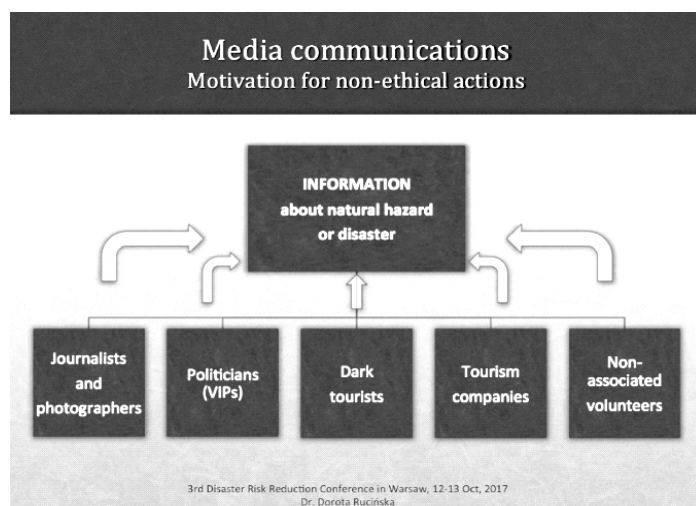 Media communications
Motivation for non-ethical actions
INFORMATION
about natural hazard
or disaster
Journalists
and
photographers
Politicians
(VIPs)
Dark
tourists
Tourism
companies
Non-
associated
volunteers
3rd Disaster Risk Reduction Conference in Warsaw, 12-13 Oct, 2017
Dr. Dorota Rucińska